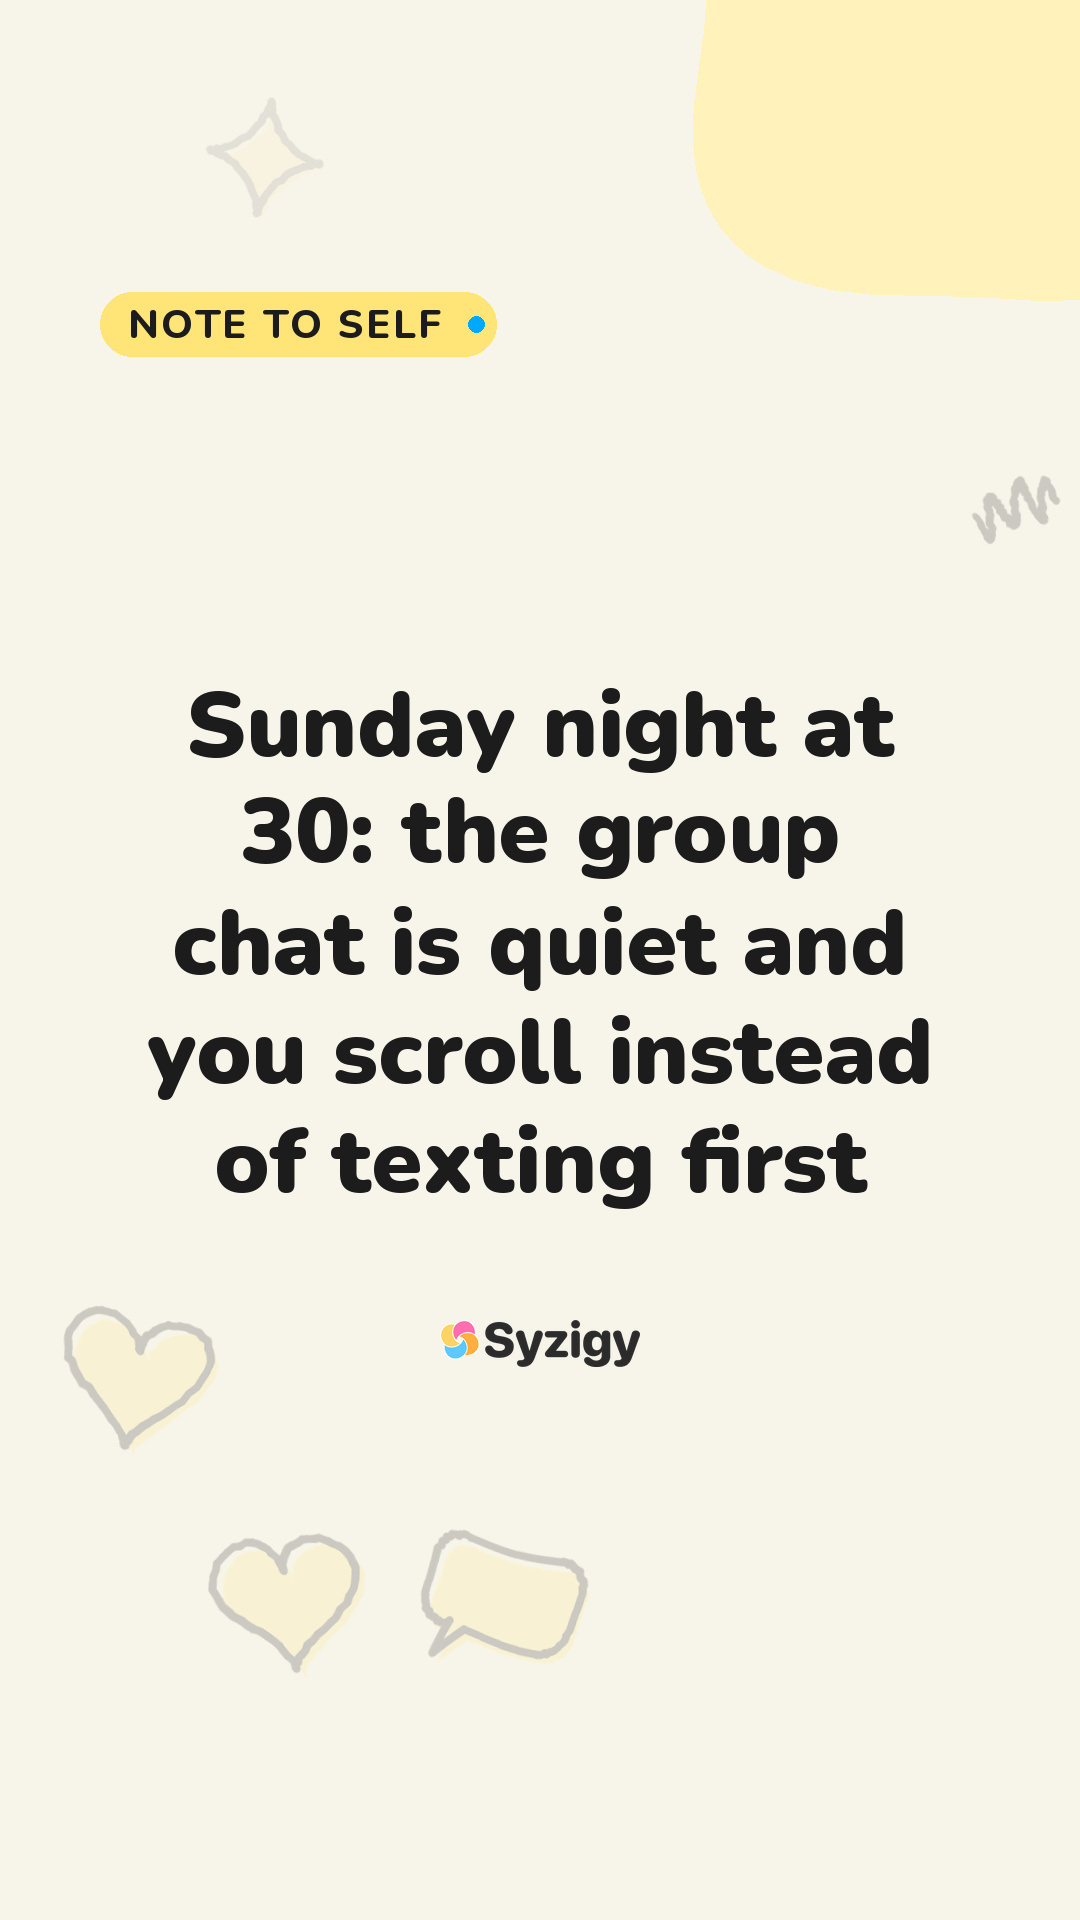 NOTE TO SELF
Sunday night at
30: the group
chat is quiet and
you scroll instead
of texting first
Syzigy